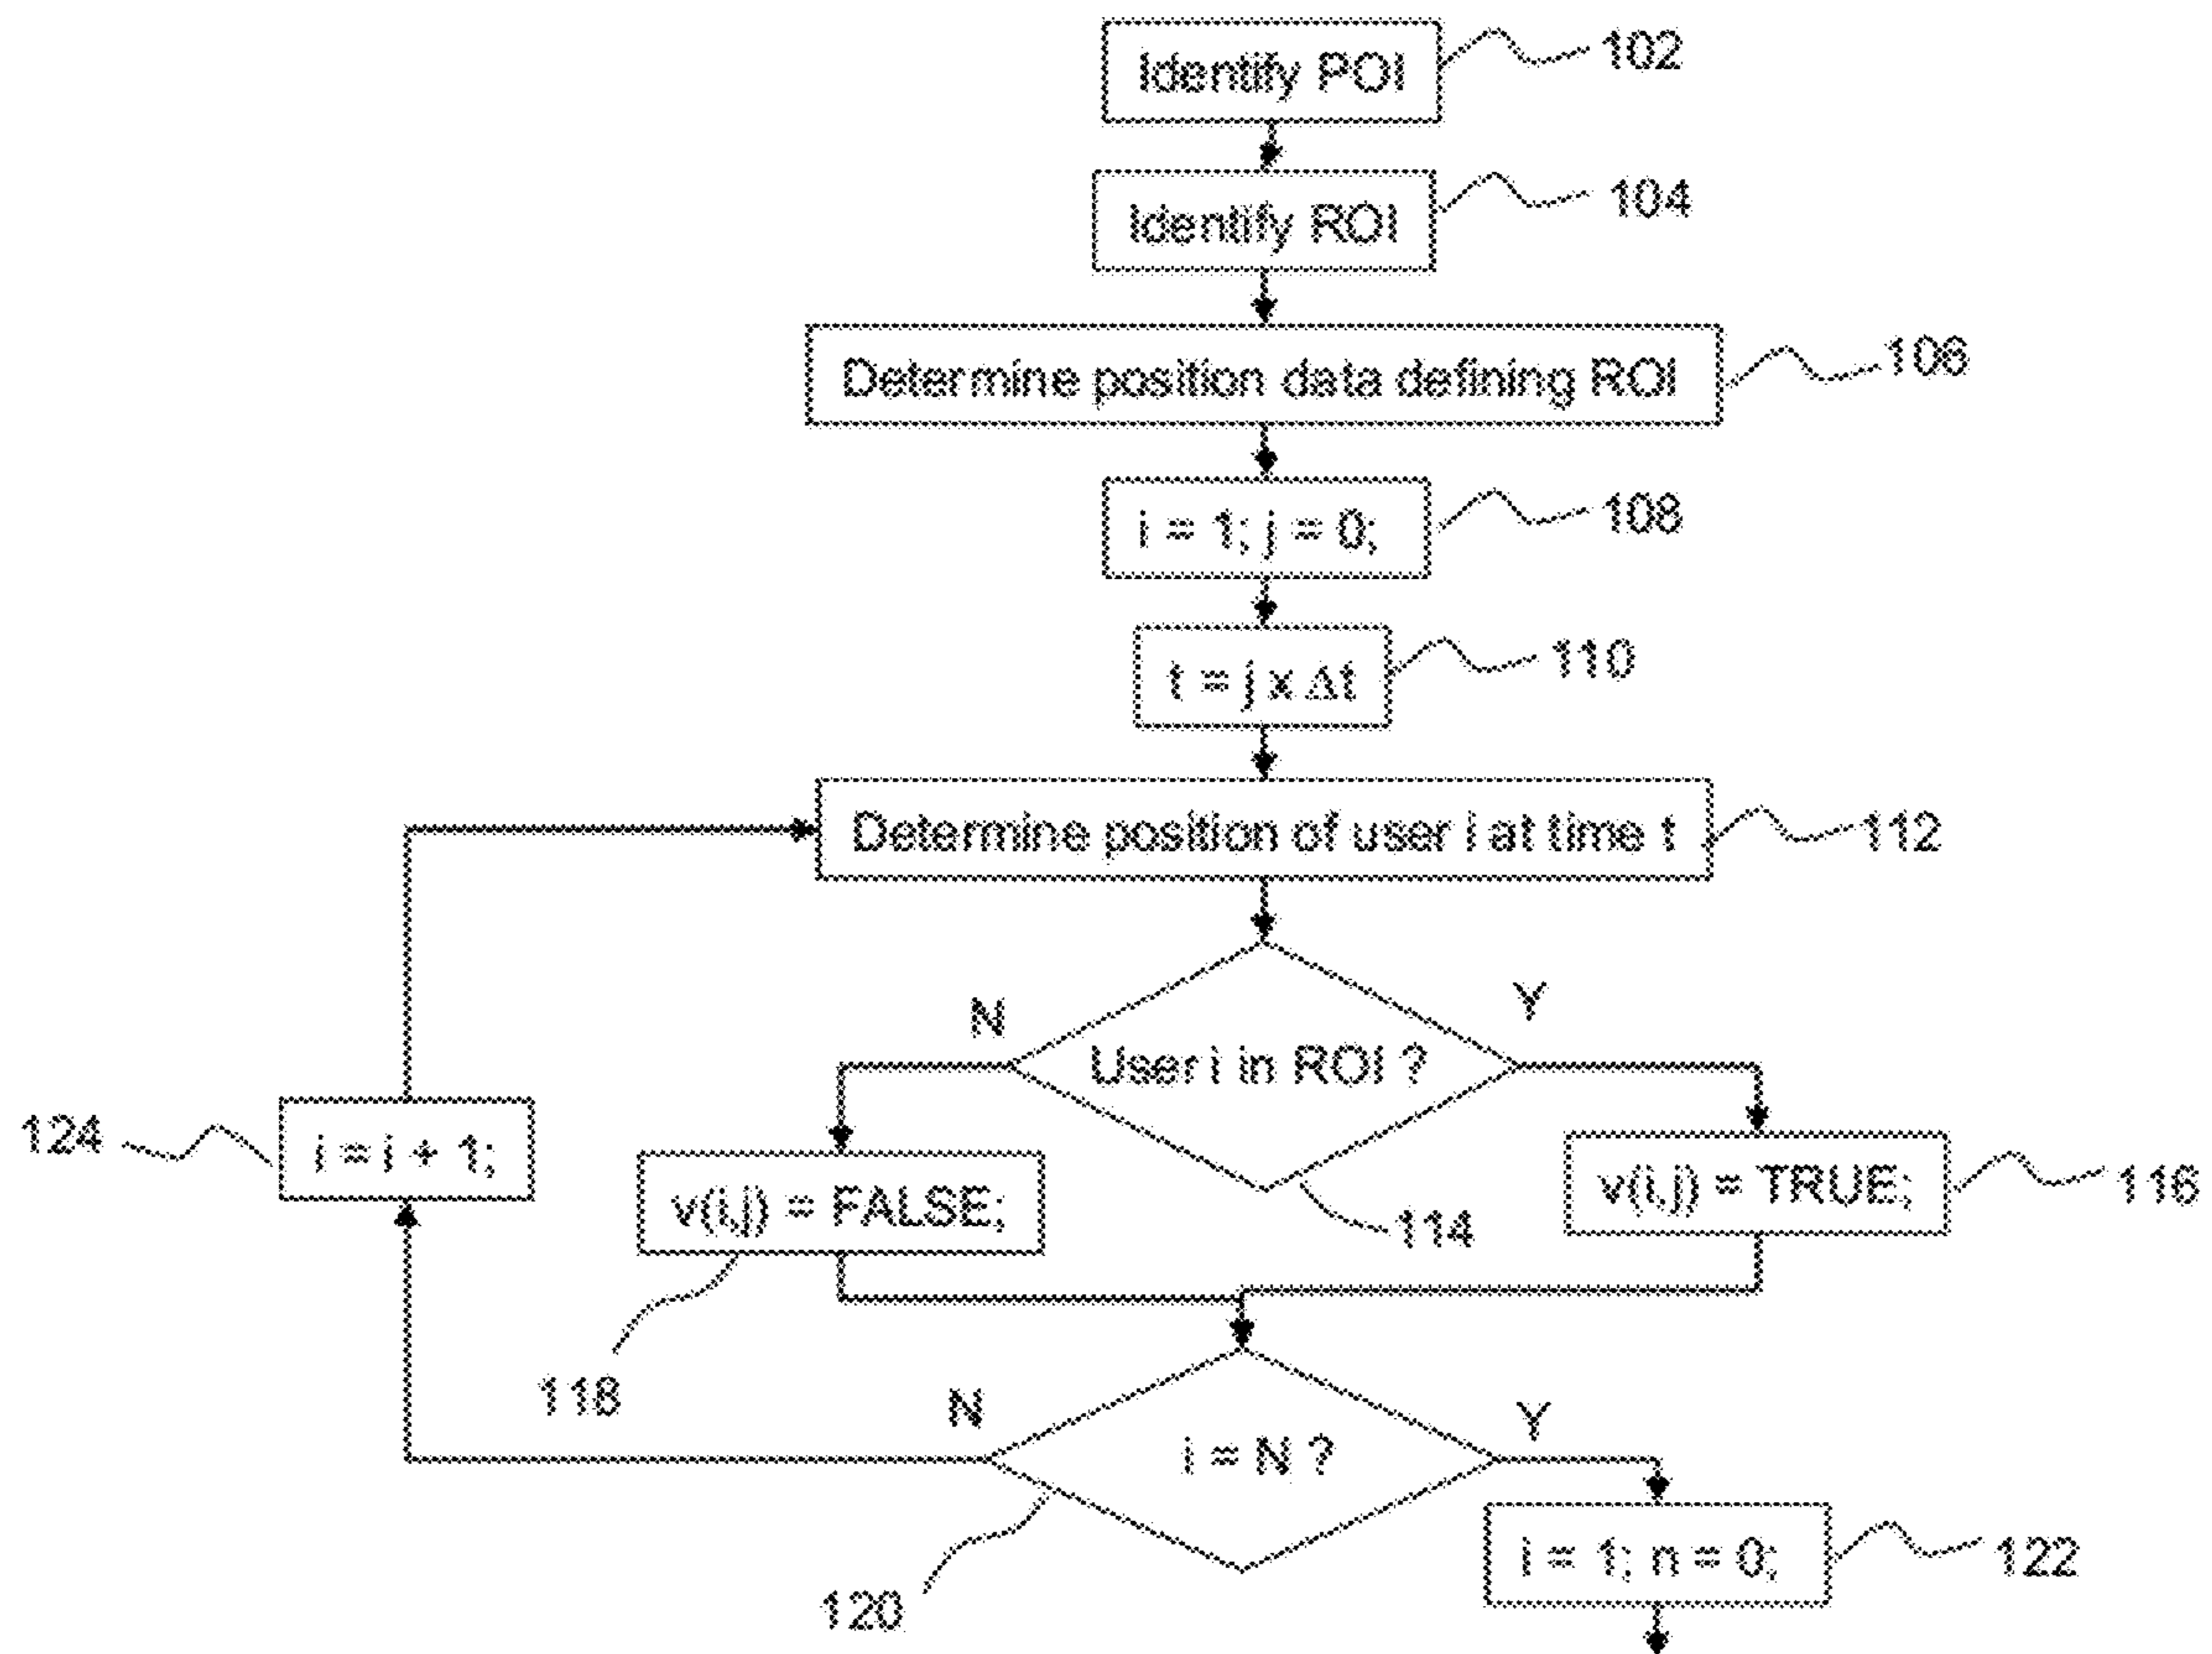 Identify POI
102
Identify ROI
104
Determine position data defining ROI
106
i = 1; j = 0;
108
t = j x Δt
110
Determine position of user i at time t
112
N
Y
User i in ROI ?
114
124
i = i + 1;
v(i,j) = FALSE;
118
v(i,j) = TRUE;
116
N
Y
i = N ?
120
i = 1; n = 0;
122